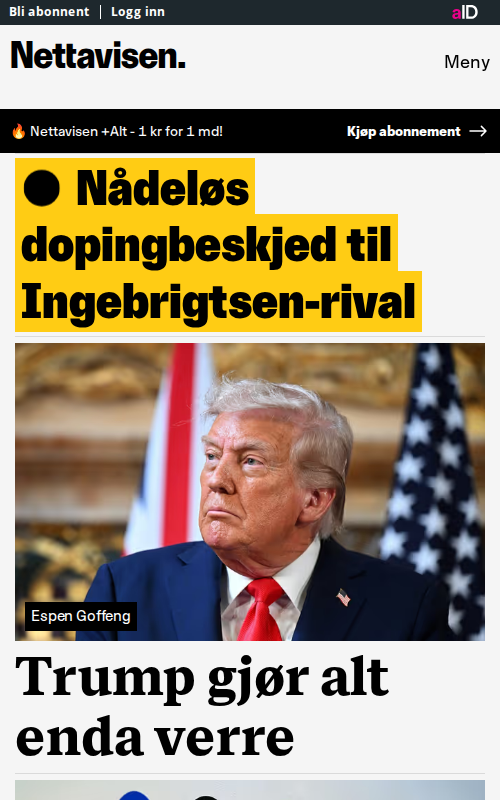 Bli abonnent | Logg inn
aID
Nettavisen.
Meny
🔥 Nettavisen +Alt - 1 kr for 1 md!
Kjøp abonnement →
Nådeløs
dopingbeskjed til
Ingebrigtsen-rival
Espen Goffeng
Trump gjør alt
enda verre